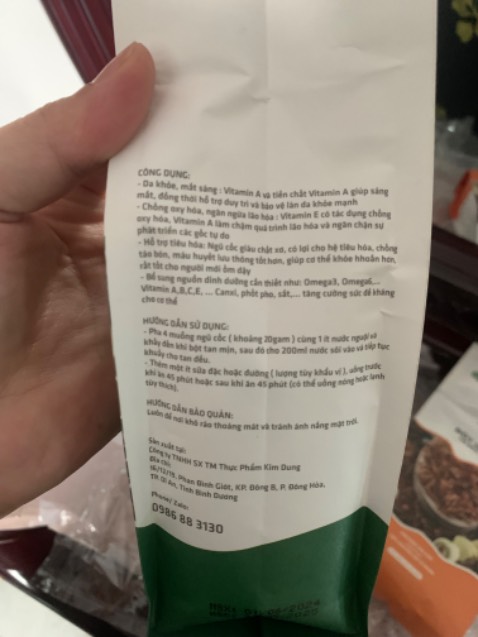 CÔNG DỤNG:
- Da khỏe, mắt sáng : Vitamin A và tiền chất Vitamin A giúp sáng
mắt, đồng thời hỗ trợ duy trì và bảo vệ làn da khỏe mạnh
- Chống oxy hóa, ngăn ngừa lão hóa : Vitamin E có tác dụng chống
oxy hóa, Vitamin A làm chậm quá trình lão hóa và ngăn chặn sự
phát triển các gốc tự do
- Hỗ trợ tiêu hóa: Ngũ cốc giàu chất xơ, có lợi cho hệ tiêu hóa, chống
táo bón, máu huyết lưu thông tốt hơn, giúp cơ thể khỏe khoắn hơn,
rất tốt cho người mới ốm dậy
- Bổ sung nguồn dinh dưỡng cần thiết như: Omega3,
Vitamin A,B,C,E, ... Canxi, phốt pho, sắt,... tăng cường sức đề kháng
cho cơ thể
HƯỚNG DẪN SỬ DỤNG:
- Pha 4 muỗng ngũ cốc ( khoảng 20gam ) cùng 1 ít nước nguội và
khuấy đến khi bột tan mịn, sau đó cho 200ml nước sôi vào và tiếp tục
khuấy cho tan đều.
- Thêm một ít sữa đặc hoặc đường ( lượng tùy khẩu vị ), uống trước
khi ăn 45 phút hoặc sau khi ăn 45 phút (có thể uống nóng hoặc lạnh
tùy thích).
HƯỚNG DẪN BẢO QUẢN:
Luôn để nơi khô ráo thoáng mát và tránh ánh nắng mặt trời.
Sản xuất tại:
Công ty TNHH SX TM Thực Phẩm Kim Dung
Địa chỉ:
16/12/19, Phan Đình Giót, KP. Đông B, P. Đông Hòa,
TP. Dĩ An, Tỉnh Bình Dương
Phone/ Zalo:
0986 88 3130